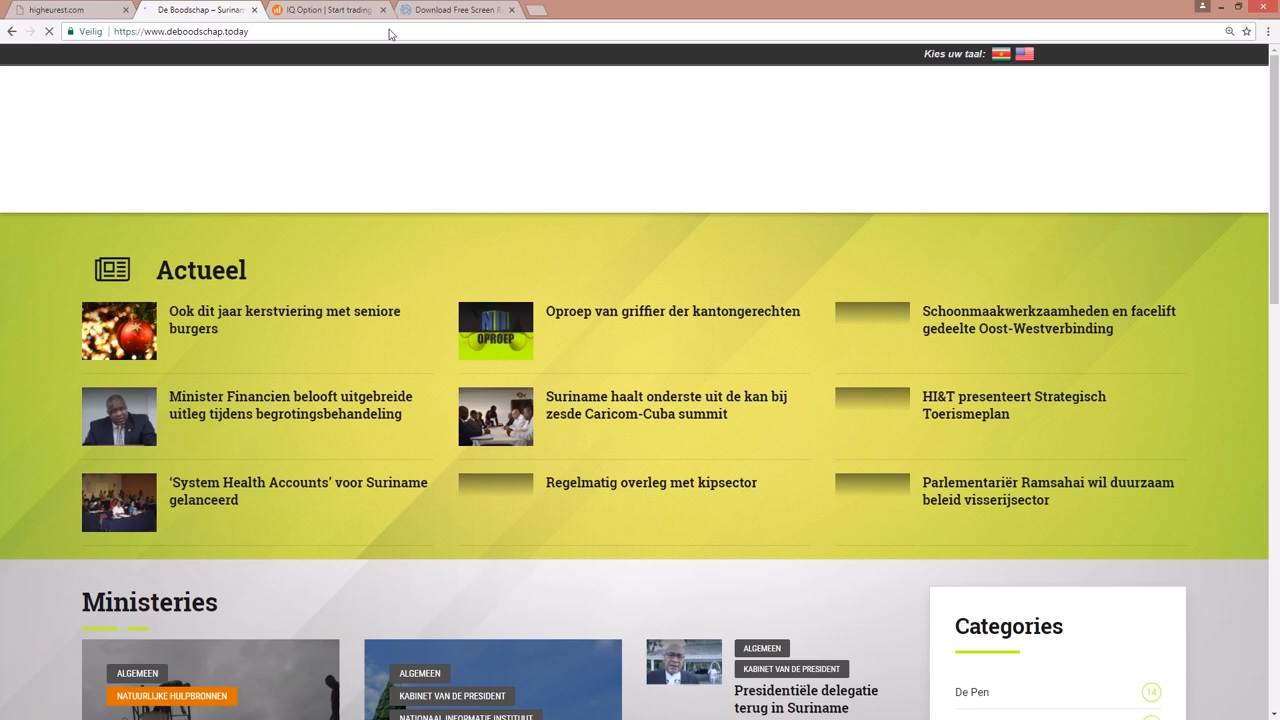 higheurest.com
De Boodschap – Surinam
IQ Option | Start trading
Download Free Screen R
Veilig
https://www.deboodschap.today
Kies uw taal:
Actueel
Ook dit jaar kerstviering met seniore
burgers
Oproep van griffier der kantongerechten
Schoonmaakwerkzaamheden en facelift
gedeelte Oost-Westverbinding
OPROEP
Minister Financien belooft uitgebreide
uitleg tijdens begrotingsbehandeling
Suriname haalt onderste uit de kan bij
zesde Caricom-Cuba summit
HI&T presenteert Strategisch
Toerismeplan
‘System Health Accounts’ voor Suriname
gelanceerd
Regelmatig overleg met kipsector
Parlementariër Ramsahai wil duurzaam
beleid visserijsector
Ministeries
Categories
ALGEMEEN
NATUURLIJKE HULPBRONNEN
ALGEMEEN
KABINET VAN DE PRESIDENT
NATIONAAL INFORMATIE INSTITUUT
ALGEMEEN
KABINET VAN DE PRESIDENT
Presidentiële delegatie
terug in Suriname
De Pen
14